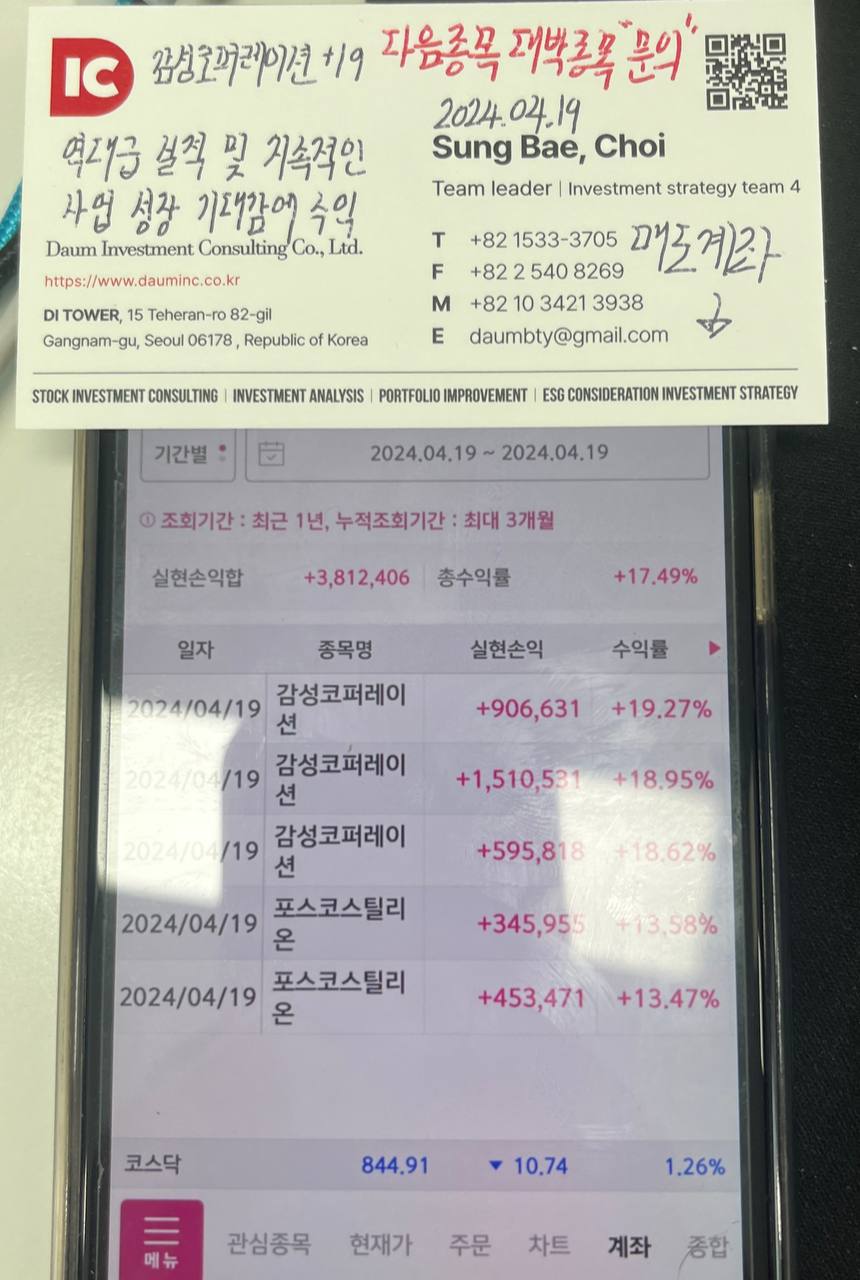 IC
감성코퍼레이션 +19
다음종목 대박종목 "문의"
2024.04.19
역대급 실적 및 지속적인
사업 성장 기대감에 수익
Daum Investment Consulting Co., Ltd.
https://www.dauminc.co.kr
DI TOWER, 15 Teheran-ro 82-gil
Gangnam-gu, Seoul 06178 , Republic of Korea
Sung Bae, Choi
Team leader | Investment strategy team 4
T +82 1533-3705
F +82 2 540 8269
M +82 10 3421 3938
E daumbty@gmail.com
매도계좌
STOCK INVESTMENT CONSULTING | INVESTMENT ANALYSIS | PORTFOLIO IMPROVEMENT | ESG CONSIDERATION INVESTMENT STRATEGY
기간별 2024.04.19 ~ 2024.04.19
조회기간 : 최근 1년, 누적조회기간 : 최대 3개월
실현손익합 +3,812,406 총수익률 +17.49%
일자 종목명 실현손익 수익률
2024/04/19 감성코퍼레이션 +906,631 +19.27%
2024/04/19 감성코퍼레이션 +1,510,531 +18.95%
2024/04/19 감성코퍼레이션 +595,818 +18.62%
2024/04/19 포스코스틸리온 +345,955 +13.58%
2024/04/19 포스코스틸리온 +453,471 +13.47%
코스닥 844.91 ▼ 10.74 1.26%
메뉴 관심종목 현재가 주문 차트 계좌 종합